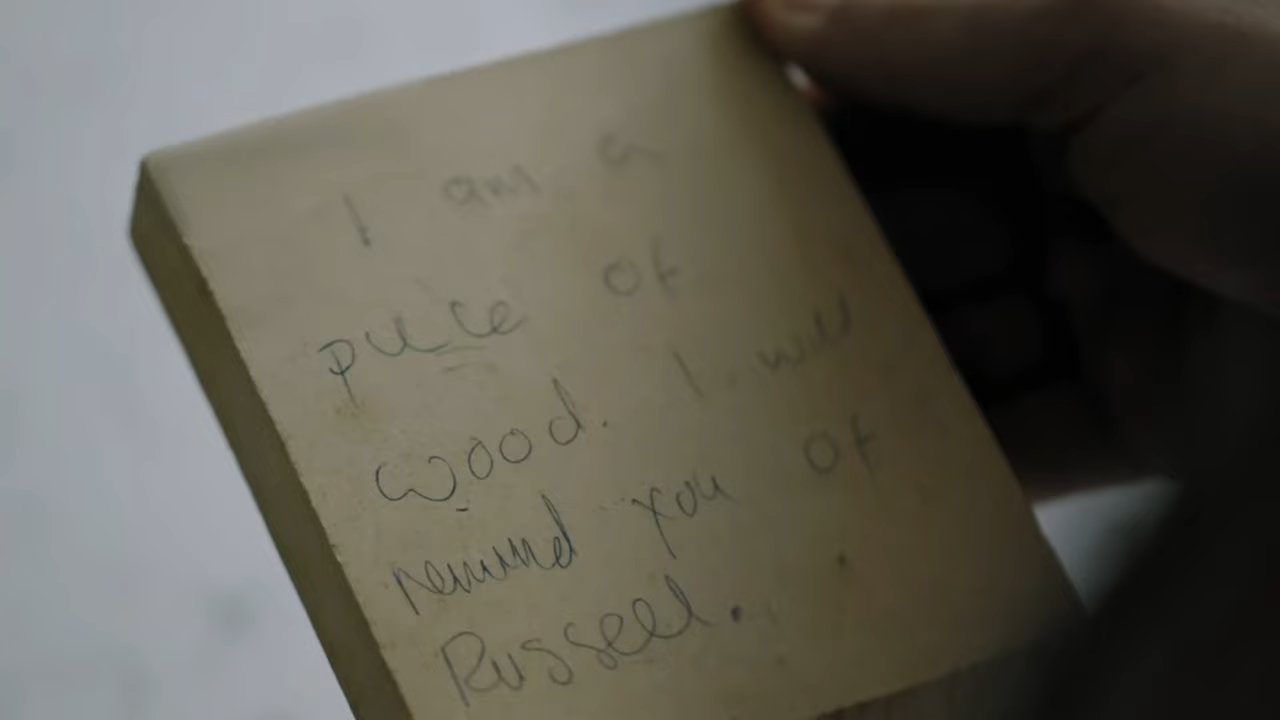 I am a
piece of
wood. I will
remind you of
Russell.